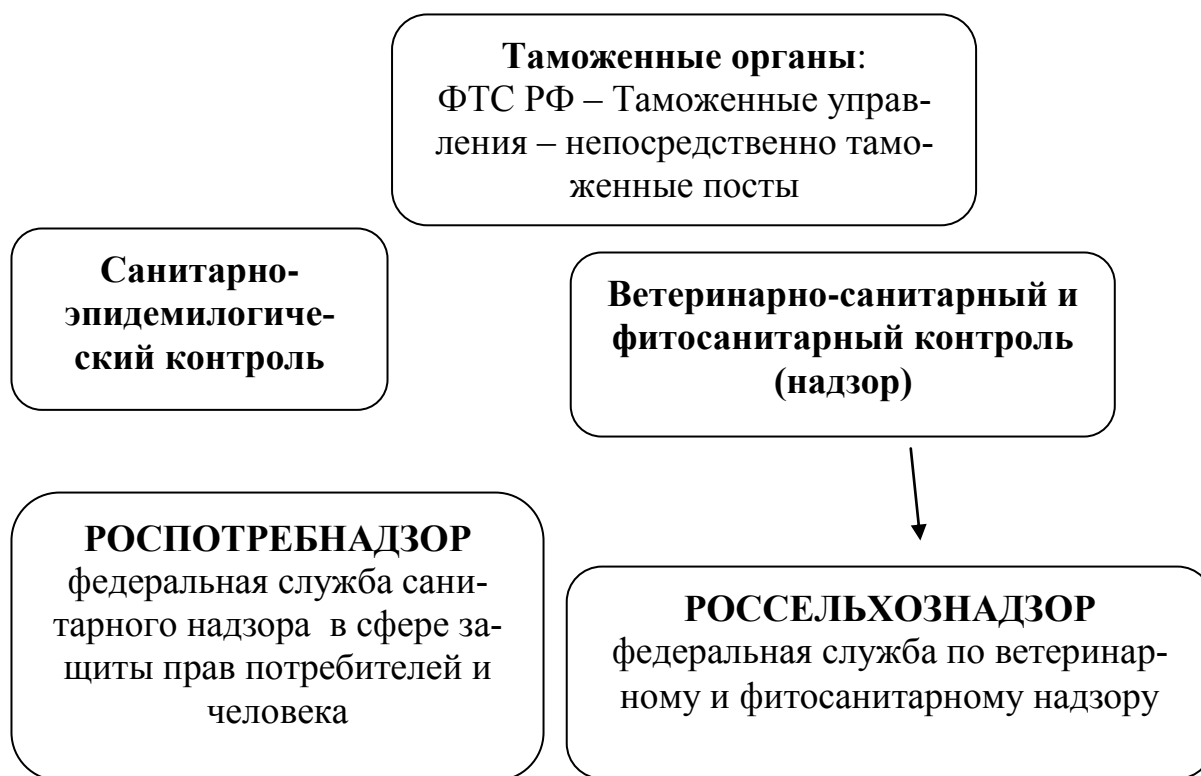 Таможенные органы:
ФТС РФ – Таможенные управ-
ления – непосредственно тамо-
женные посты
Санитарно-
эпидемилогиче-
ский контроль
Ветеринарно-санитарный и
фитосанитарный контроль
(надзор)
РОСПОТРЕБНАДЗОР
федеральная служба сани-
тарного надзора в сфере за-
щиты прав потребителей и
человека
РОССЕЛЬХОЗНАДЗОР
федеральная служба по ветеринар-
ному и фитосанитарному надзору